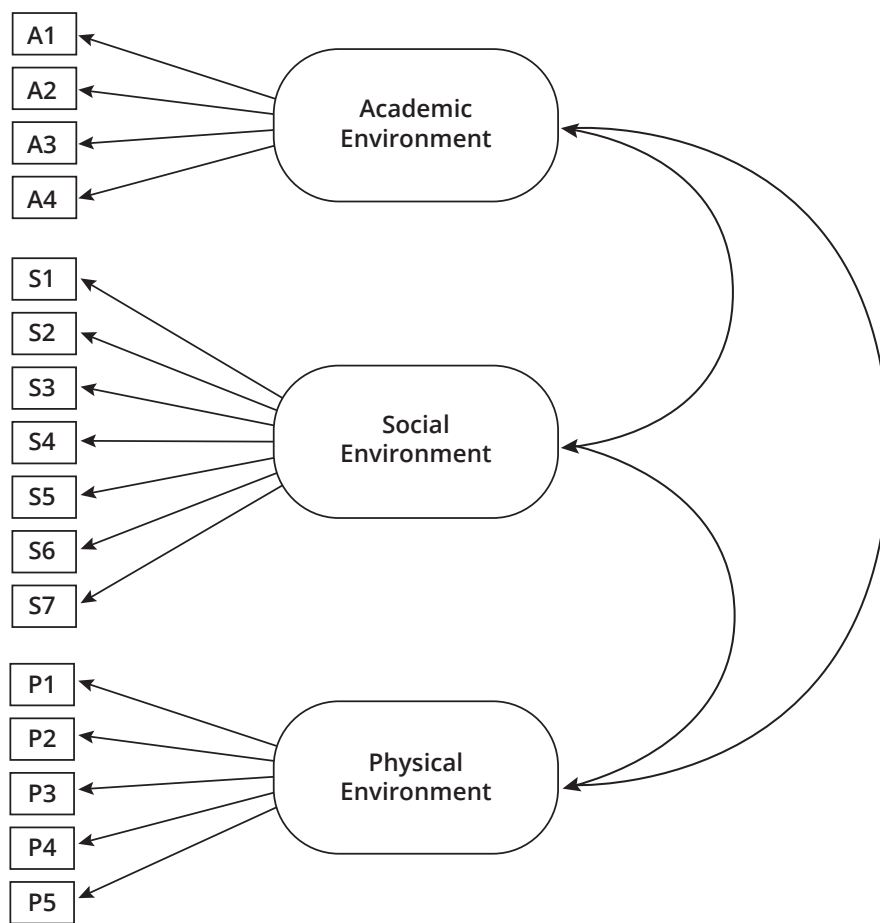 A1
A2
A3
A4
Academic
Environment
S1
S2
S3
S4
S5
S6
S7
Social
Environment
P1
P2
P3
P4
P5
Physical
Environment